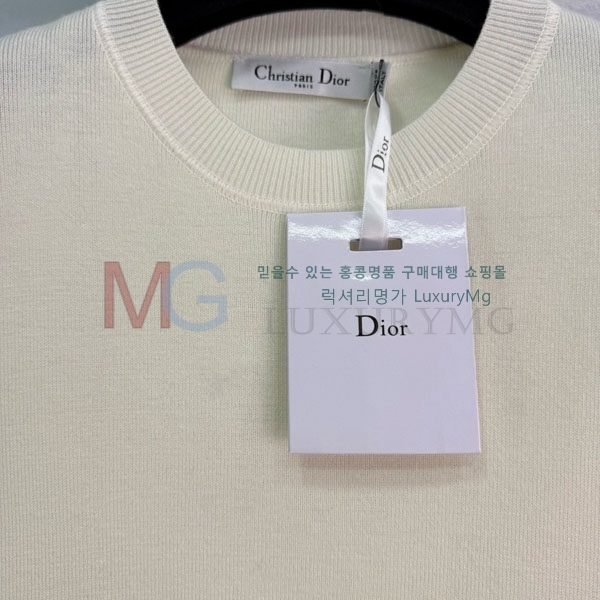 Christian Dior
PARIS
Dior
MG
믿을수 있는 홍콩명품 구매대행 쇼핑몰
럭셔리명가 LuxuryMg
LUXURYMG
Dior